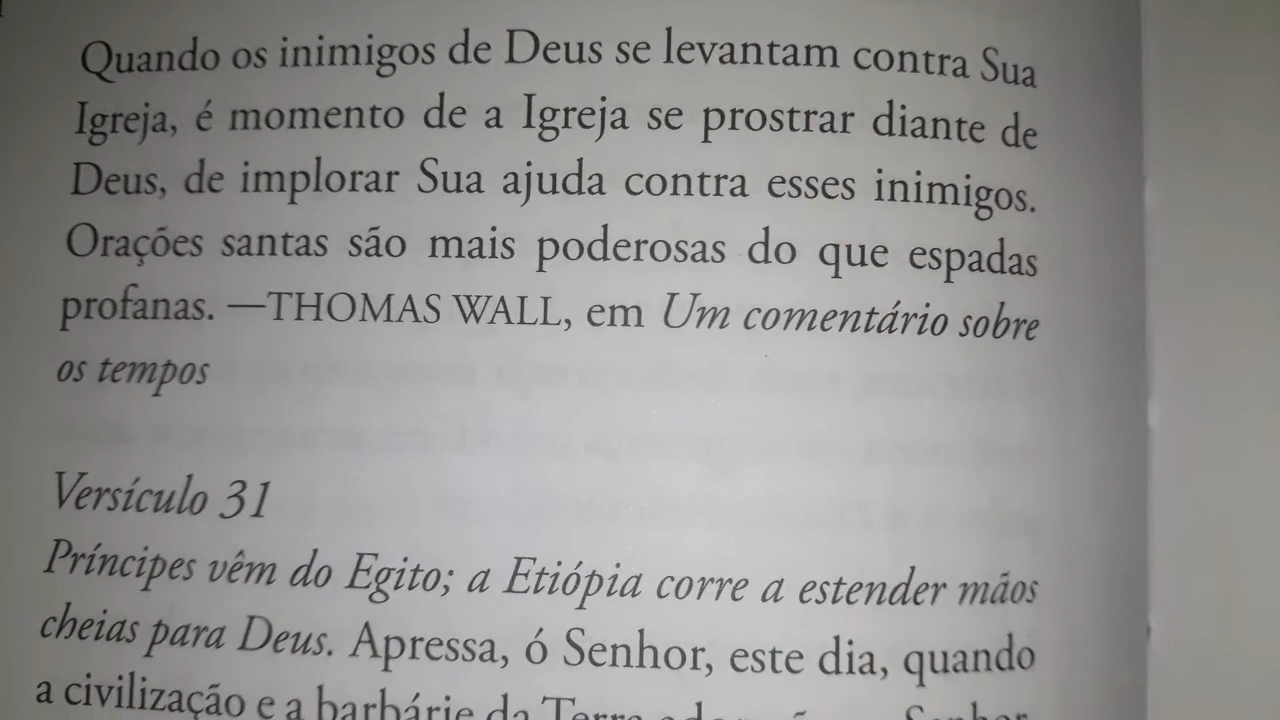 Quando os inimigos de Deus se levantam contra Sua
Igreja, é momento de a Igreja se prostrar diante de
Deus, de implorar Sua ajuda contra esses inimigos.
Orações santas são mais poderosas do que espadas
profanas. —THOMAS WALL, em Um comentário sobre
os tempos
Versículo 31
Príncipes vêm do Egito; a Etiópia corre a estender mãos
cheias para Deus. Apressa, ó Senhor, este dia, quando
a civilização e a barbárie da Terra